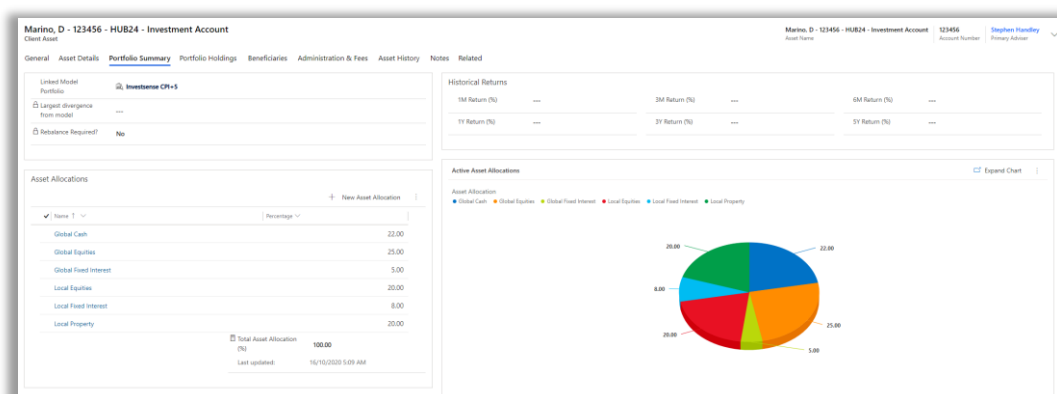 Marino, D - 123456 - HUB24 - Investment Account
Client Asset
Marino. D - 123456 - HUB24 - Investment Account 123456 Stephen Handley
Asset Name Account Number Primary Adviser
General Asset Details Portfolio Summary Portfolio Holdings Beneficiaries Administration & Fees Asset History Notes Related
Linked Model Portfolio
Investsense CPI+5
Largest divergence from model
---
Rebalance Required?
No
Historical Returns
1M Return (%) --- 3M Return (%) --- 6M Return (%) ---
1Y Return (%) --- 3Y Return (%) --- 5Y Return (%) ---
Asset Allocations
+ New Asset Allocation
Name ↑ Percentage
Global Cash 22.00
Global Equities 25.00
Global Fixed Interest 5.00
Local Equities 20.00
Local Fixed Interest 8.00
Local Property 20.00
Total Asset Allocation (%) 100.00
Last updated: 16/10/2020 5:09 AM
Active Asset Allocations
Expand Chart
Asset Allocation
Global Cash Global Equities Global Fixed Interest Local Equities Local Fixed Interest Local Property
20.00
22.00
8.00
20.00
25.00
5.00